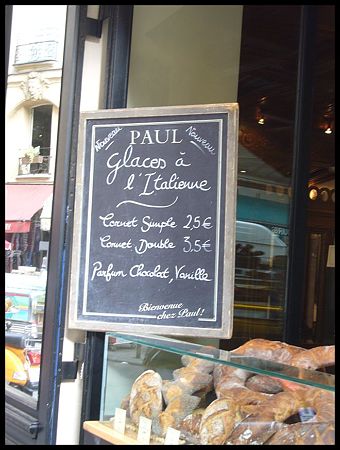 Nouveau
Nouveau
PAUL
Glaces à
l'Italienne
Cornet Simple 2,5€
Cornet Double 3,5€
Parfum Chocolat, Vanille
Bienvenue
chez Paul!